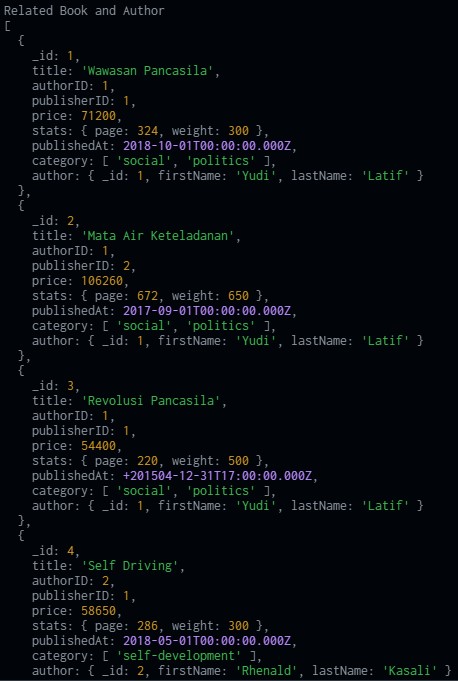 Related Book and Author
[
  {
    _id: 1,
    title: 'Wawasan Pancasila',
    authorID: 1,
    publisherID: 1,
    price: 71200,
    stats: { page: 324, weight: 300 },
    publishedAt: 2018-10-01T00:00:00.000Z,
    category: [ 'social', 'politics' ],
    author: { _id: 1, firstName: 'Yudi', lastName: 'Latif' }
  },
  {
    _id: 2,
    title: 'Mata Air Keteladanan',
    authorID: 1,
    publisherID: 2,
    price: 106260,
    stats: { page: 672, weight: 650 },
    publishedAt: 2017-09-01T00:00:00.000Z,
    category: [ 'social', 'politics' ],
    author: { _id: 1, firstName: 'Yudi', lastName: 'Latif' }
  },
  {
    _id: 3,
    title: 'Revolusi Pancasila',
    authorID: 1,
    publisherID: 1,
    price: 54400,
    stats: { page: 220, weight: 500 },
    publishedAt: +201504-12-31T17:00:00.000Z,
    category: [ 'social', 'politics' ],
    author: { _id: 1, firstName: 'Yudi', lastName: 'Latif' }
  },
  {
    _id: 4,
    title: 'Self Driving',
    authorID: 2,
    publisherID: 1,
    price: 58650,
    stats: { page: 286, weight: 300 },
    publishedAt: 2018-05-01T00:00:00.000Z,
    category: [ 'self-development' ],
    author: { _id: 2, firstName: 'Rhenald', lastName: 'Kasali' }